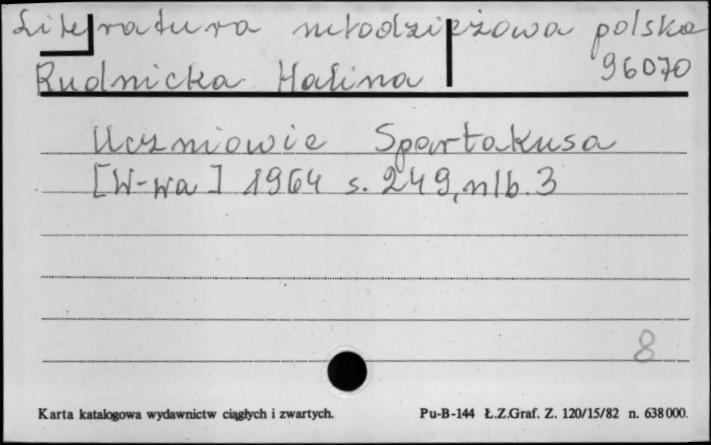 Literatura młodzieżowa polska
Rudnicka Halina 96070
Uczniowie Spartakusa
[W-wa] 1964 s. 249, nlb. 3
8
Karta katalogowa wydawnictw ciągłych i zwartych. Pu-B-144 Ł.Z.Graf. Z. 120/15/82 n. 638000.